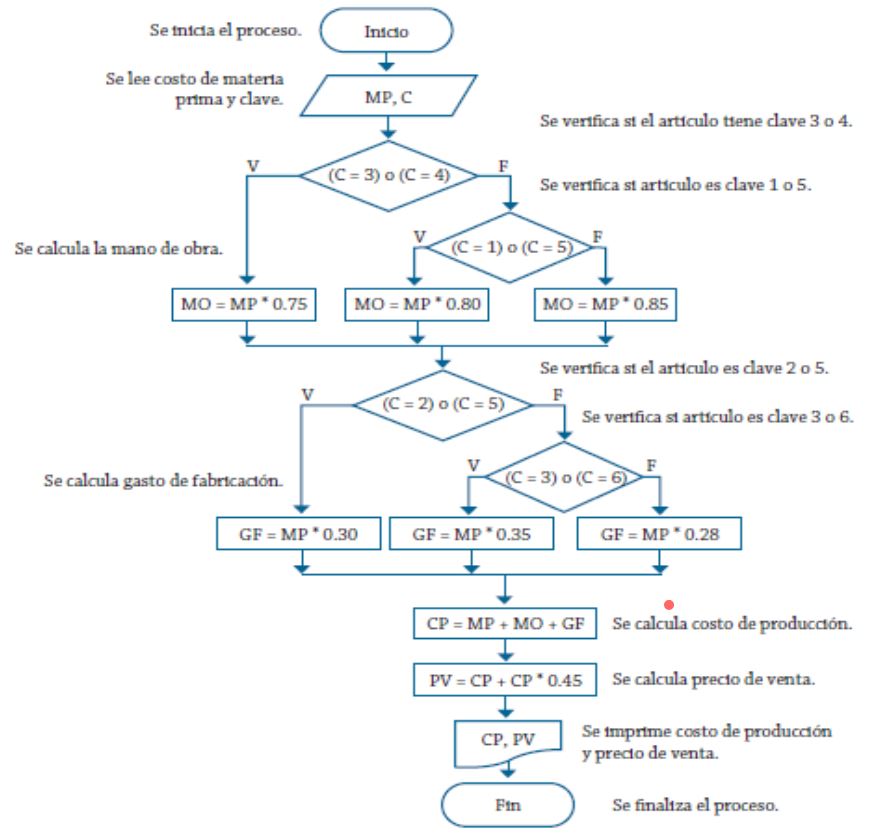 Se inicia el proceso.
Inicio
Se lee costo de materia
prima y clave.
MP, C
Se verifica si el artículo tiene clave 3 o 4.
V
(C = 3) o (C = 4)
F
Se verifica si artículo es clave 1 o 5.
V
(C = 1) o (C = 5)
F
Se calcula la mano de obra.
MO = MP * 0.75
MO = MP * 0.80
MO = MP * 0.85
Se verifica si el artículo es clave 2 o 5.
V
(C = 2) o (C = 5)
F
Se verifica si artículo es clave 3 o 6.
V
(C = 3) o (C = 6)
F
Se calcula gasto de fabricación.
GF = MP * 0.30
GF = MP * 0.35
GF = MP * 0.28
CP = MP + MO + GF
Se calcula costo de producción.
PV = CP + CP * 0.45
Se calcula precio de venta.
CP, PV
Se imprime costo de producción
y precio de venta.
Fin
Se finaliza el proceso.